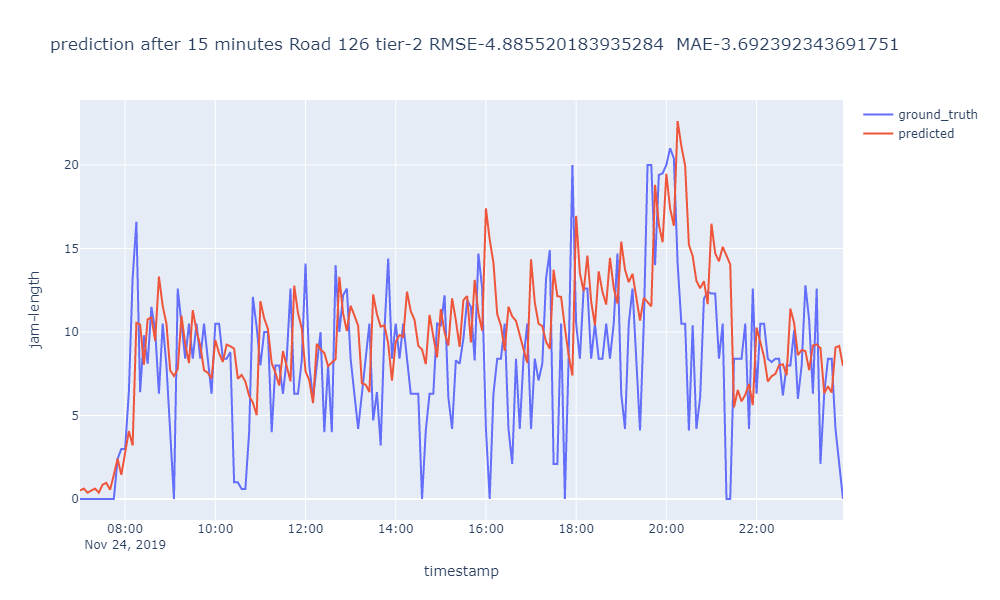 prediction after 15 minutes Road 126 tier-2 RMSE-4.885520183935284 MAE-3.692392343691751
ground_truth
predicted
20
15
10
5
0
jam-length
08:00 10:00 12:00 14:00 16:00 18:00 20:00 22:00
Nov 24, 2019
timestamp